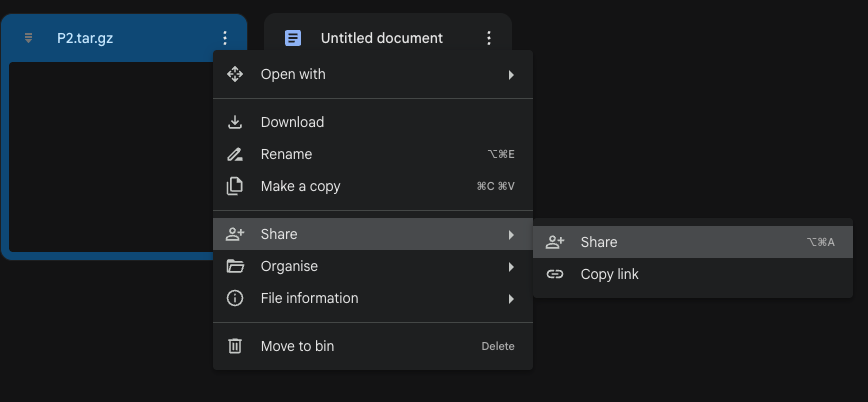 P2.tar.gz
Untitled document
Open with
Download
Rename ⌥⌘E
Make a copy ⌘C ⌘V
Share
Organise
File information
Move to bin Delete
Share ⌥⌘A
Copy link